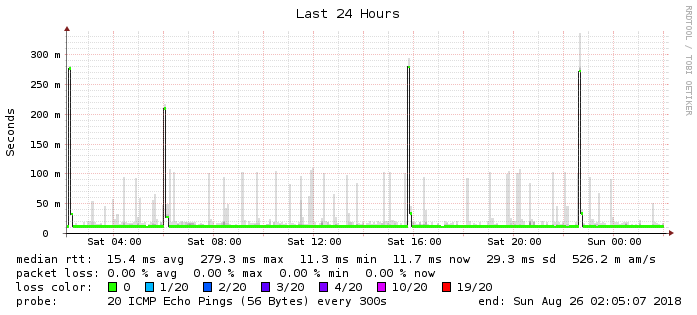 Last 24 Hours
RRDTOOL / TOBI OETIKER
Seconds
300 m
250 m
200 m
150 m
100 m
50 m
0
Sat 04:00 Sat 08:00 Sat 12:00 Sat 16:00 Sat 20:00 Sun 00:00
median rtt: 15.4 ms avg 279.3 ms max 11.3 ms min 11.7 ms now 29.3 ms sd 526.2 m am/s
packet loss: 0.00 % avg 0.00 % max 0.00 % min 0.00 % now
loss color: 0 1/20 2/20 3/20 4/20 10/20 19/20
probe: 20 ICMP Echo Pings (56 Bytes) every 300s end: Sun Aug 26 02:05:07 2018